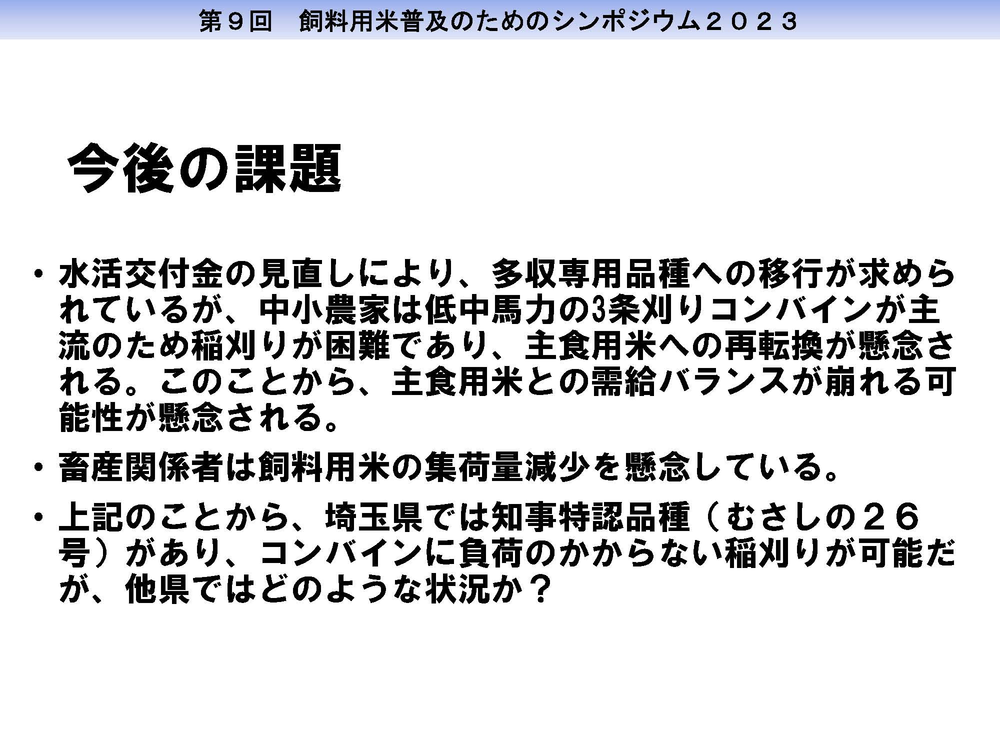 第９回　飼料用米普及のためのシンポジウム２０２３
今後の課題
・水活交付金の見直しにより、多収専用品種への移行が求めら
れているが、中小農家は低中馬力の3条刈りコンバインが主
流のため稲刈りが困難であり、主食用米への再転換が懸念さ
れる。このことから、主食用米との需給バランスが崩れる可
能性が懸念される。
・畜産関係者は飼料用米の集荷量減少を懸念している。
・上記のことから、埼玉県では知事特認品種（むさしの２６
号）があり、コンバインに負荷のかからない稲刈りが可能だ
が、他県ではどのような状況か？